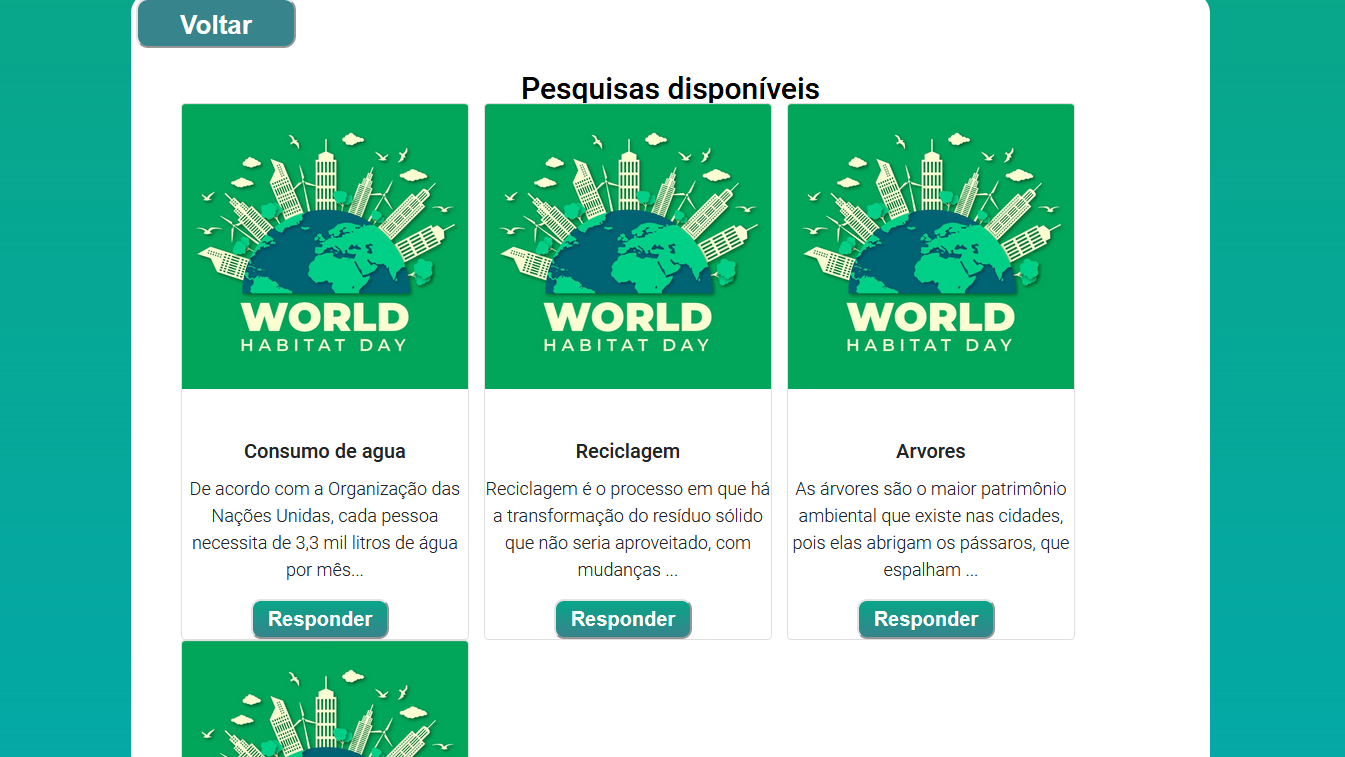 Voltar
Pesquisas disponíveis
WORLD
HABITAT DAY
WORLD
HABITAT DAY
WORLD
HABITAT DAY
Consumo de agua
De acordo com a Organização das
Nações Unidas, cada pessoa
necessita de 3,3 mil litros de água
por mês...
Responder
Reciclagem
Reciclagem é o processo em que há
a transformação do resíduo sólido
que não seria aproveitado, com
mudanças ...
Responder
Arvores
As árvores são o maior patrimônio
ambiental que existe nas cidades,
pois elas abrigam os pássaros, que
espalham ...
Responder